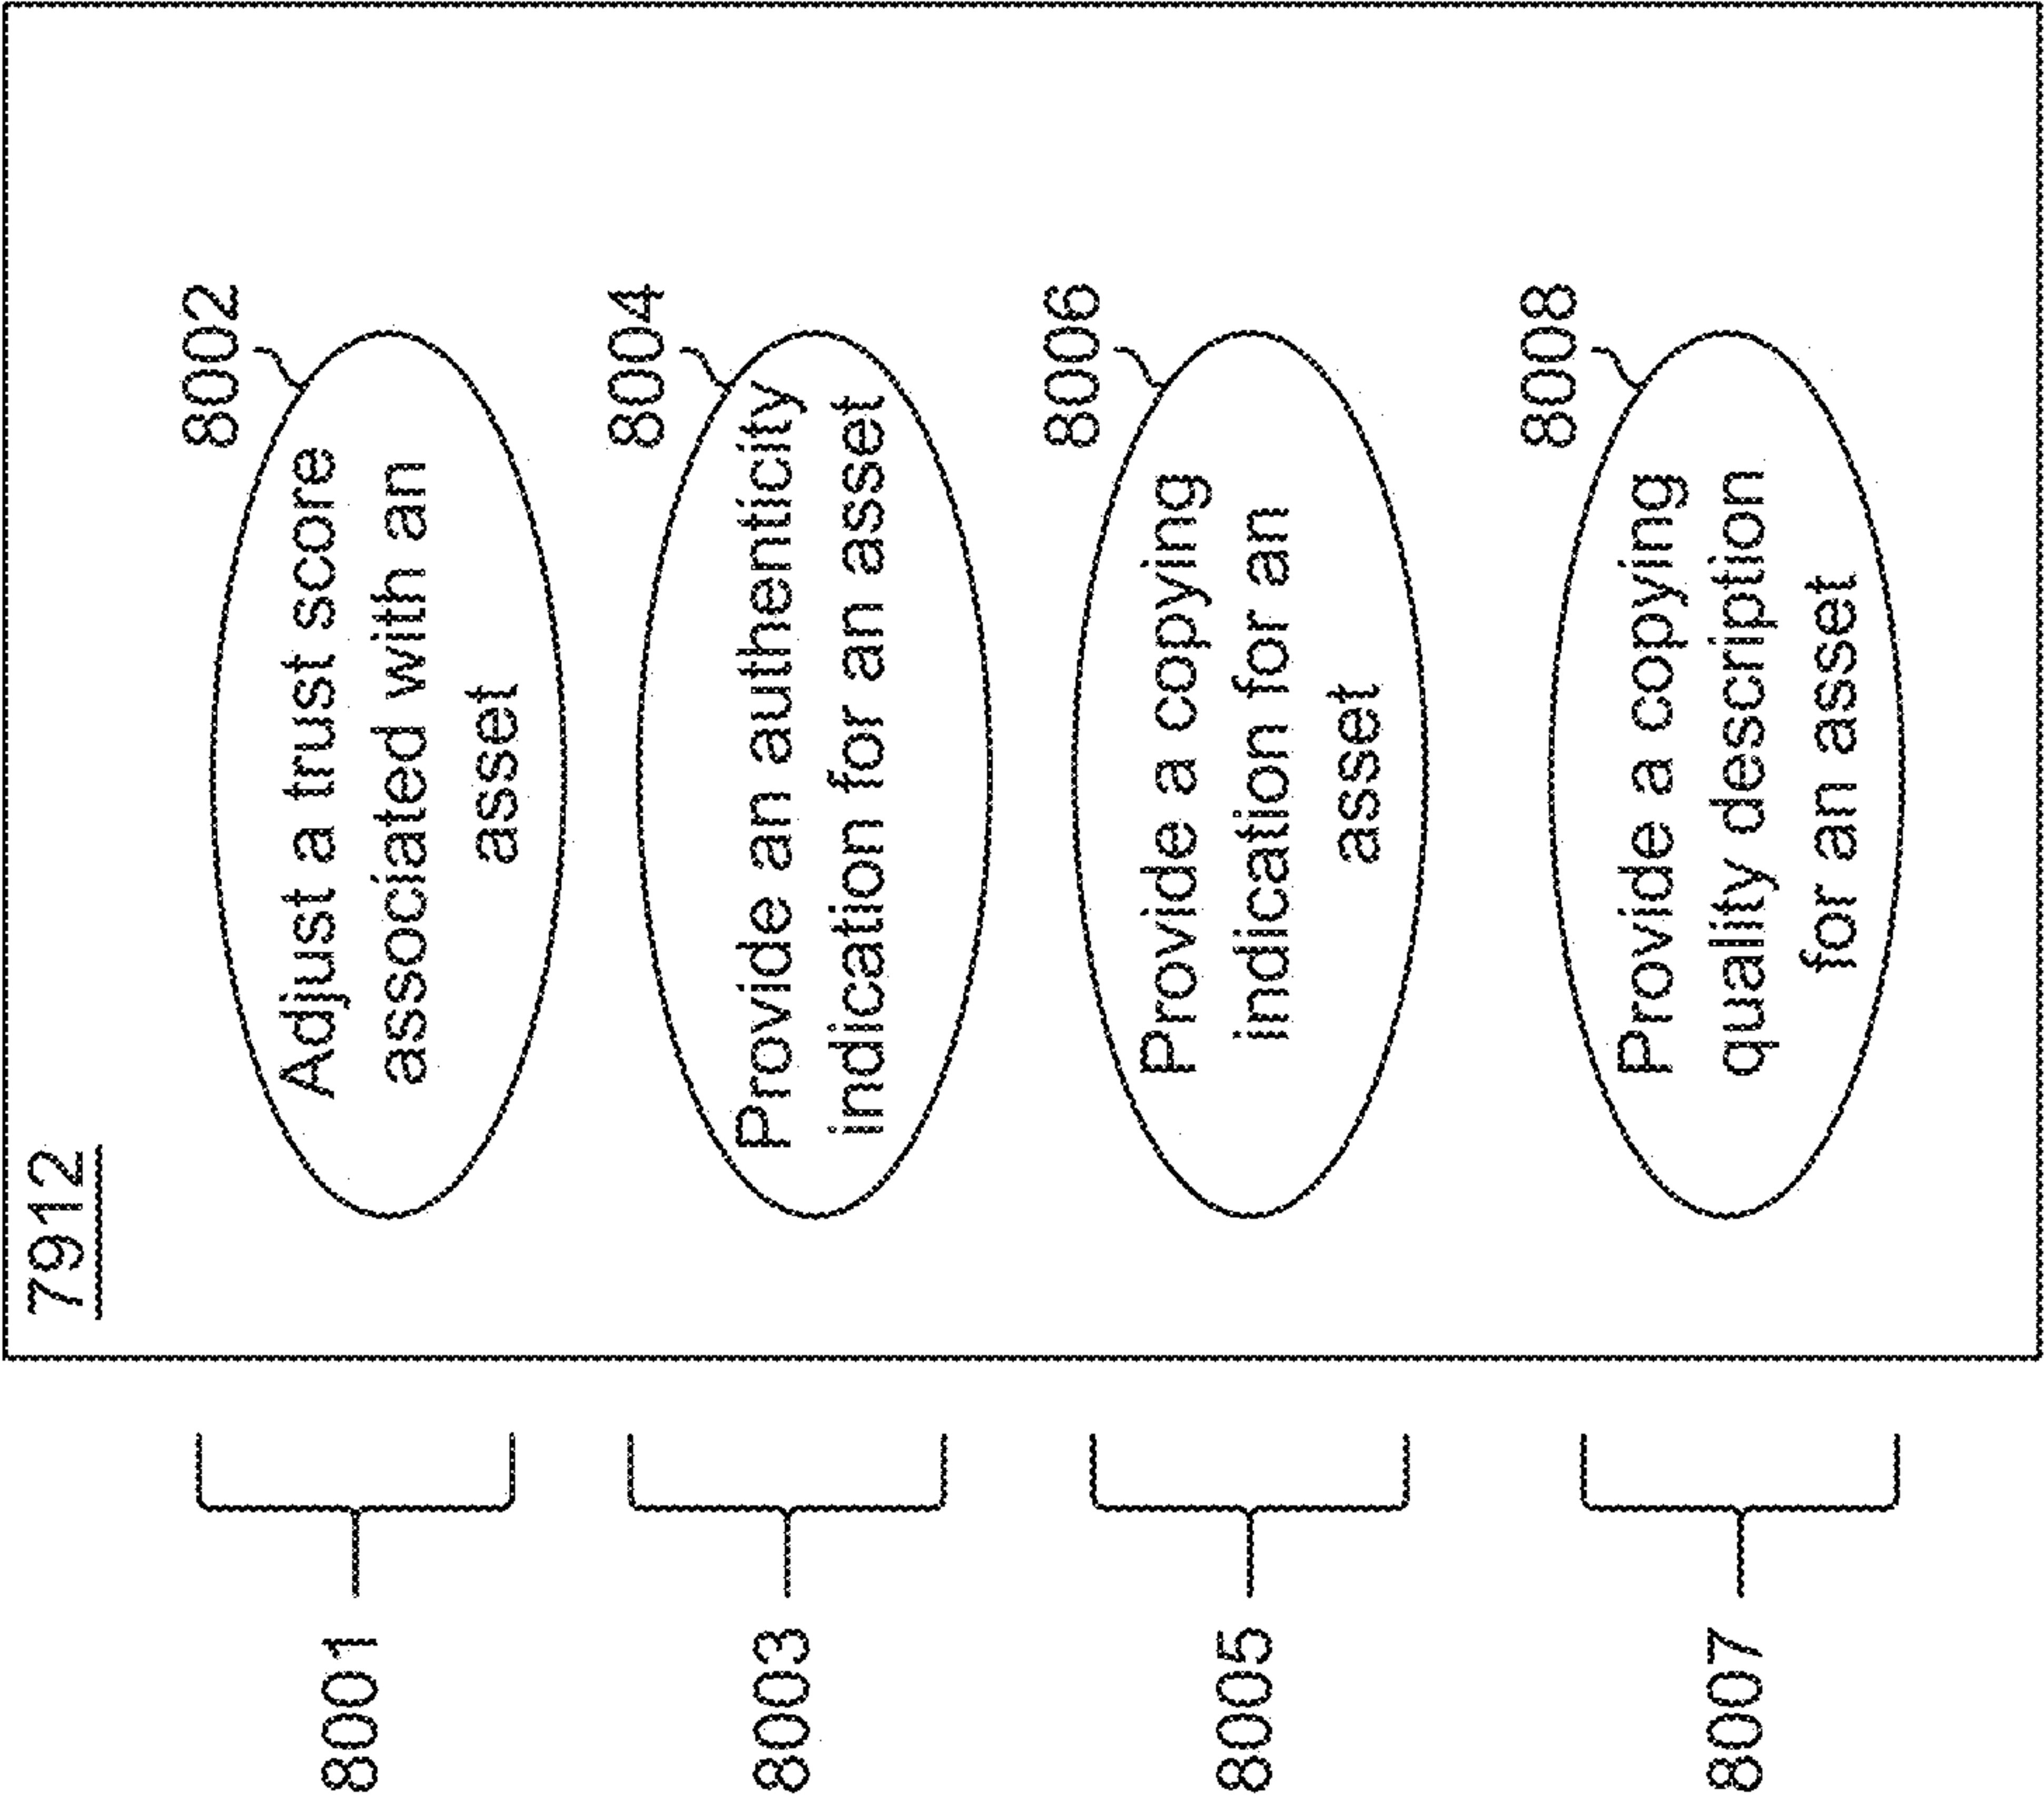 7912
8001
8002
Adjust a trust score
associated with an
asset
8003
8004
Provide an authenticity
indication for an asset
8005
8006
Provide a copying
indication for an
asset
8007
8008
Provide a copying
quality description
for an asset